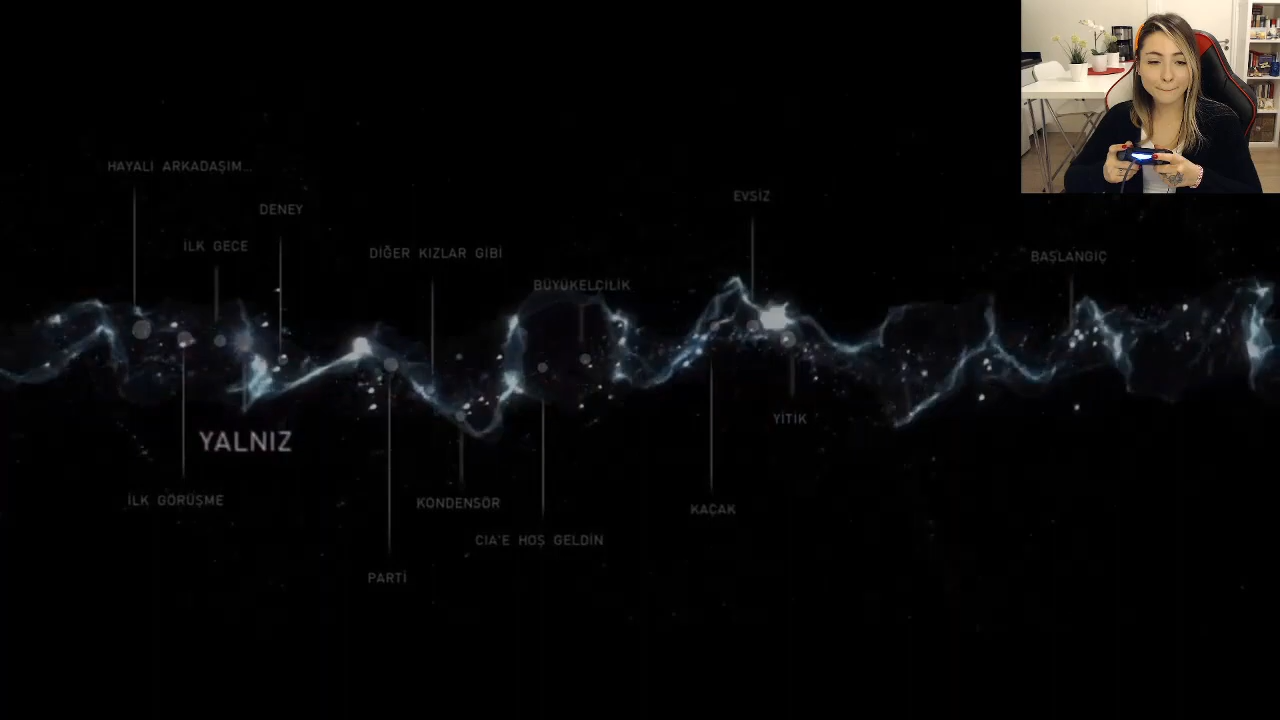 HAYALİ ARKADAŞIM...
DENEY
İLK GECE
DİĞER KIZLAR GİBİ
BÜYÜKELÇİLİK
EVSİZ
BAŞLANGIÇ
YİTİK
YALNIZ
İLK GÖRÜŞME
KONDENSÖR
KAÇAK
CIA'E HOŞ GELDİN
PARTİ